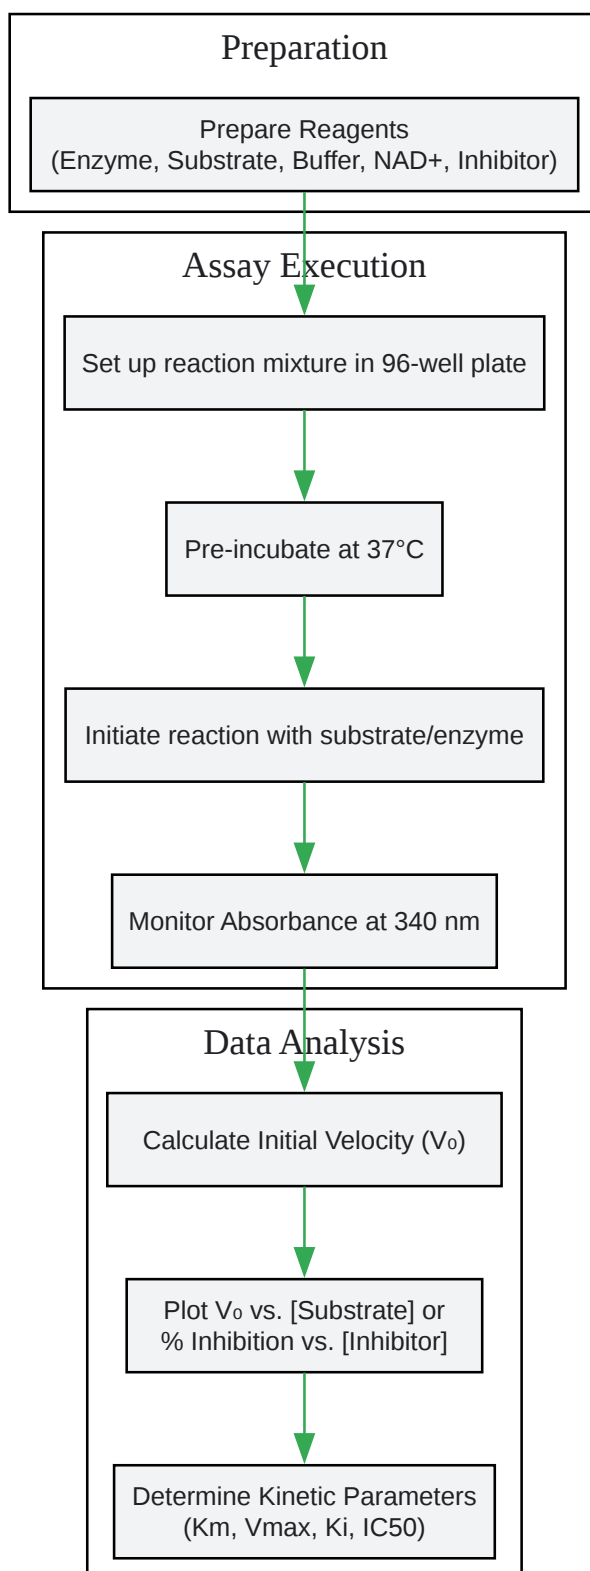 Preparation
Prepare Reagents
(Enzyme, Substrate, Buffer, NAD+, Inhibitor)
Assay Execution
Set up reaction mixture in 96-well plate
Pre-incubate at 37°C
Initiate reaction with substrate/enzyme
Monitor Absorbance at 340 nm
Data Analysis
Calculate Initial Velocity (V₀)
Plot V₀ vs. [Substrate] or
% Inhibition vs. [Inhibitor]
Determine Kinetic Parameters
(Km, Vmax, Ki, IC50)